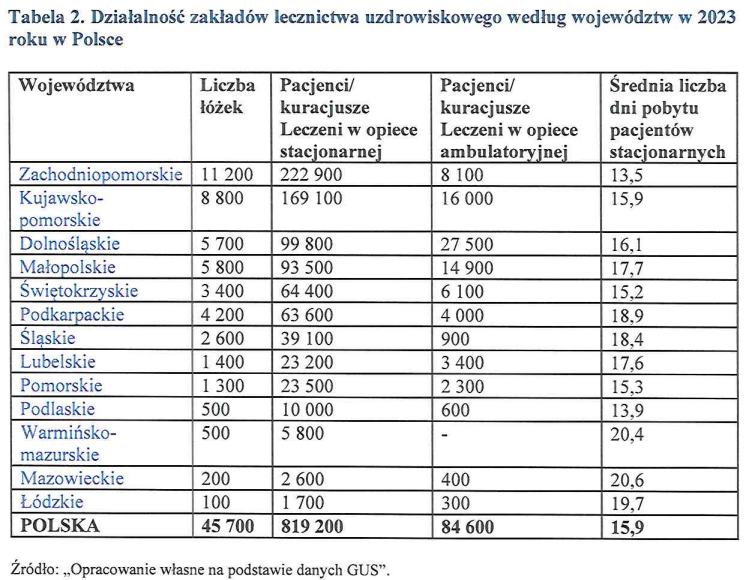 Tabela 2. Działalność zakładów lecznictwa uzdrowiskowego według województw w 2023
roku w Polsce
Województwa Liczba łóżek Pacjenci/ kuracjusze Leczeni w opiece stacjonarnej Pacjenci/ kuracjusze Leczeni w opiece ambulatoryjnej Średnia liczba dni pobytu pacjentów stacjonarnych
Zachodniopomorskie 11 200 222 900 8 100 13,5
Kujawsko-pomorskie 8 800 169 100 16 000 15,9
Dolnośląskie 5 700 99 800 27 500 16,1
Małopolskie 5 800 93 500 14 900 17,7
Świętokrzyskie 3 400 64 400 6 100 15,2
Podkarpackie 4 200 63 600 4 000 18,9
Śląskie 2 600 39 100 900 18,4
Lubelskie 1 400 23 200 3 400 17,6
Pomorskie 1 300 23 500 2 300 15,3
Podlaskie 500 10 000 600 13,9
Warmińsko-mazurskie 500 5 800 - 20,4
Mazowieckie 200 2 600 400 20,6
Łódzkie 100 1 700 300 19,7
POLSKA 45 700 819 200 84 600 15,9
Źródło: „Opracowanie własne na podstawie danych GUS”.